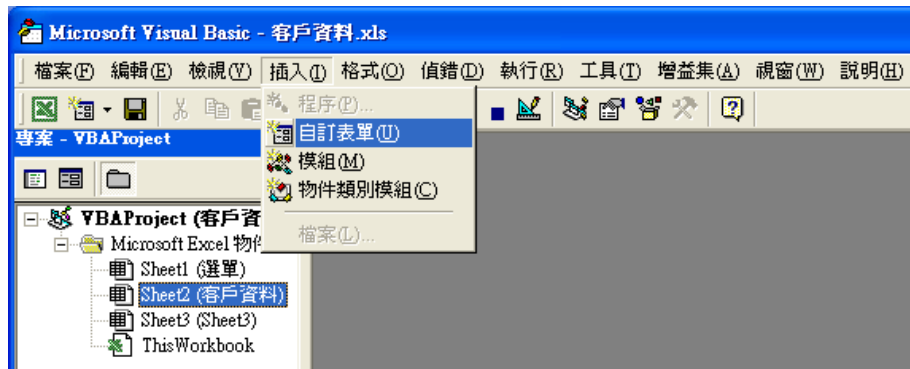 Microsoft Visual Basic - 客戶資料.xls
檔案(F) 編輯(E) 檢視(V) 插入(I) 格式(O) 偵錯(D) 執行(R) 工具(T) 增益集(A) 視窗(W) 說明(H)
程序(P)...
自訂表單(U)
模組(M)
物件類別模組(C)
檔案(L)...
專案 - VBAProject
VBAProject (客戶資
Microsoft Excel 物件
Sheet1 (選單)
Sheet2 (客戶資料)
Sheet3 (Sheet3)
ThisWorkbook